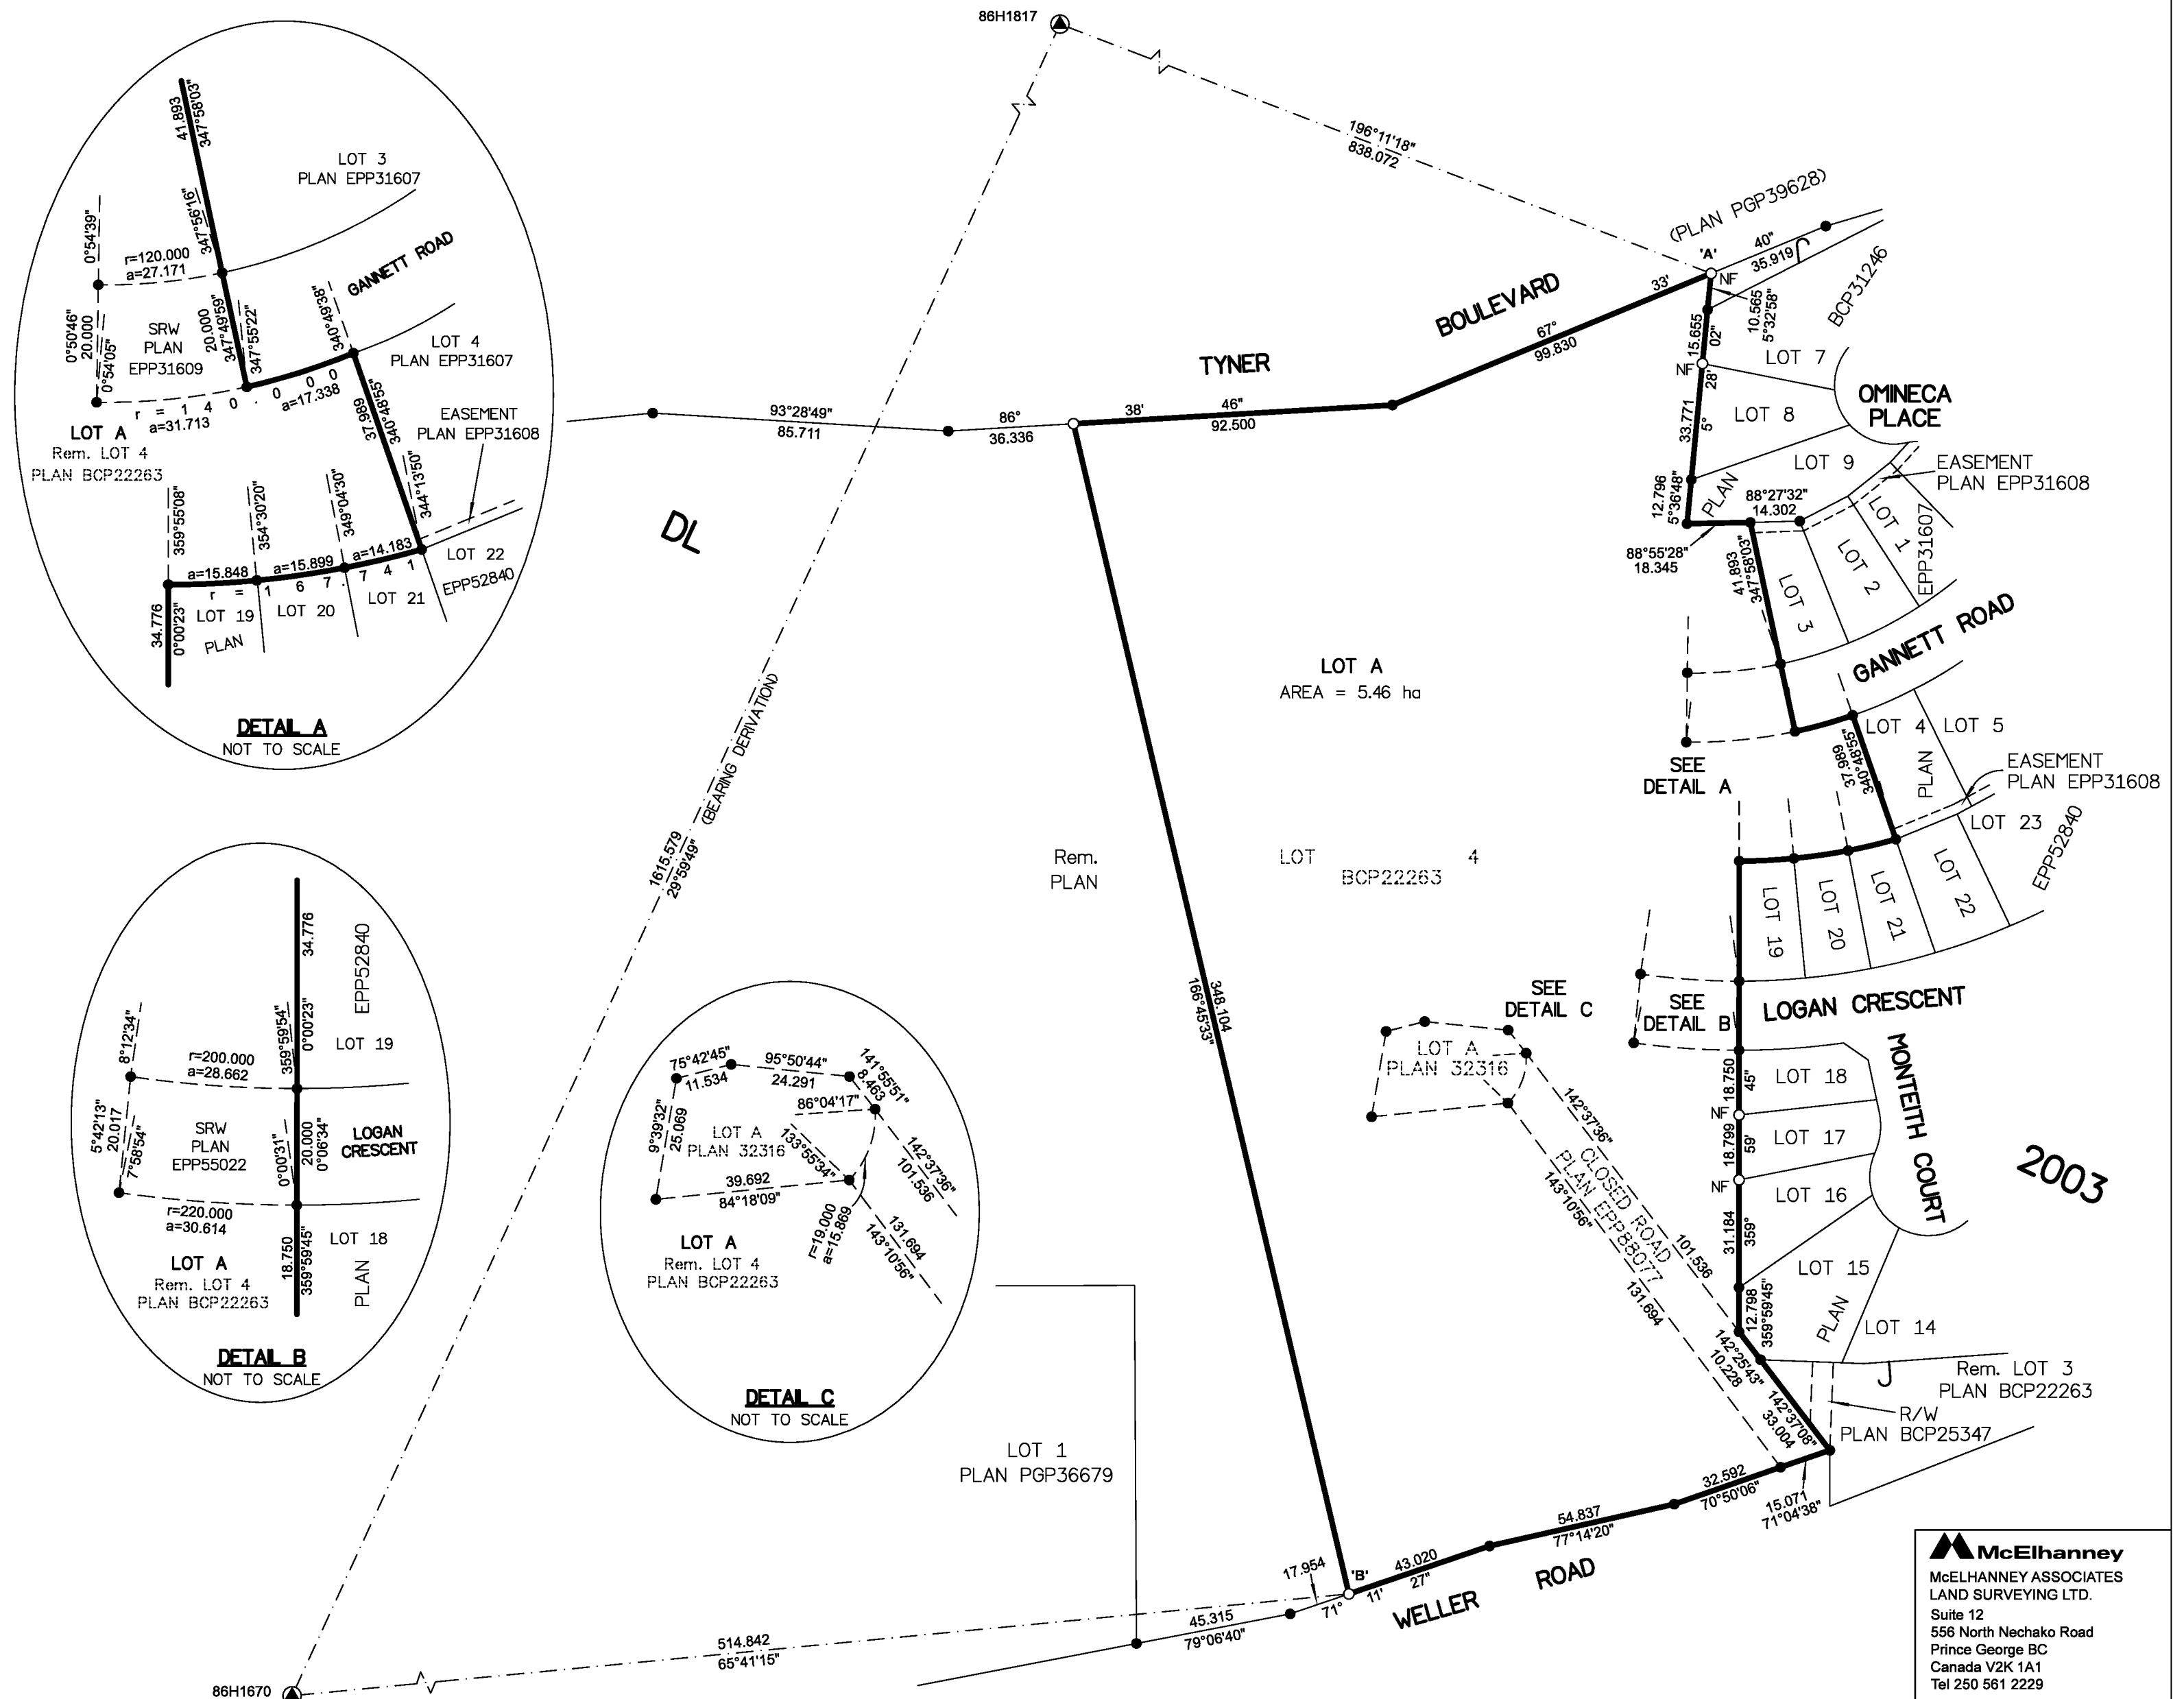 86H1817
196°11'18"
838.072
(PLAN PGP39628)
'A'
NF
40"
35.919
33'
67°
99.830
TYNER
BOULEVARD
10.565
5°32'58"
BCP31246
15.655
02"
NF
28'
LOT 7
OMINECA
PLACE
LOT 8
33.771
5°
LOT 9
PLAN
EASEMENT
PLAN EPP31608
12.796
5°36'48"
88°27'32"
14.302
88°55'28"
18.345
LOT 1
LOT 2
LOT 3
EPP31607
41.893
347°58'03"
GANNETT ROAD
93°28'49"
85.711
86°
36.336
38'
46"
92.500
DL
LOT A
AREA = 5.46 ha
SEE
DETAIL A
LOT 4
LOT 5
PLAN
37.989
340°48'55"
EASEMENT
PLAN EPP31608
LOT 23
EPP52840
LOT 19
LOT 20
LOT 21
LOT 22
Rem.
PLAN
LOT
4
BCP22263
1615.579
29°59'49"
(BEARING DERIVATION)
348.104
166°45'33"
SEE
DETAIL C
SEE
DETAIL B
LOGAN CRESCENT
MONTEITH COURT
LOT A
PLAN 32316
18.750
45"
LOT 18
NF
18.799
59'
LOT 17
NF
LOT 16
31.184
359°
LOT 15
PLAN
LOT 14
2003
142°37'36"
CLOSED ROAD
PLAN EPP88077
143°10'56"
101.536
131.694
12.798
359°59'45"
142°25'43"
10.228
142°37'08"
33.004
Rem. LOT 3
PLAN BCP22263
R/W
PLAN BCP25347
32.592
70°50'06"
15.071
71°04'38"
54.837
77°14'20"
43.020
27"
11'
71°
'B'
17.954
WELLER
ROAD
45.315
79°06'40"
514.842
65°41'15"
86H1670
LOT 1
PLAN PGP36679
41.893
347°58'03"
LOT 3
PLAN EPP31607
347°56'16"
0°54'39"
r=120.000
a=27.171
GANNETT ROAD
340°49'38"
0°50'46"
20.000
0°54'05"
SRW
PLAN
EPP31609
20.000
347°49'59"
347°55'22"
LOT 4
PLAN EPP31607
r = 140.000
a=31.713
a=17.338
LOT A
Rem. LOT 4
PLAN BCP22263
37.989
340°48'55"
EASEMENT
PLAN EPP31608
344°13'50"
359°55'08"
354°30'20"
349°04'30"
a=15.848
a=15.899
a=14.183
r = 167.741
LOT 22
EPP52840
34.776
0°00'23"
LOT 19
LOT 20
LOT 21
PLAN
DETAIL A
NOT TO SCALE
34.776
EPP52840
359°59'54"
0°00'23"
LOT 19
8°12'34"
r=200.000
a=28.662
5°42'13"
20.017
7°58'54"
SRW
PLAN
EPP55022
0°00'31"
20.000
0°06'34"
LOGAN
CRESCENT
r=220.000
a=30.614
LOT A
Rem. LOT 4
PLAN BCP22263
18.750
359°59'45"
LOT 18
PLAN
DETAIL B
NOT TO SCALE
75°42'45"
11.534
95°50'44"
24.291
141°55'51"
8.463
86°04'17"
9°39'32"
25.069
LOT A
PLAN 32316
133°55'34"
142°37'36"
101.536
39.692
84°18'09"
r=19.000
a=15.869
131.694
143°10'56"
LOT A
Rem. LOT 4
PLAN BCP22263
DETAIL C
NOT TO SCALE
McElhanney
McELHANNEY ASSOCIATES
LAND SURVEYING LTD.
Suite 12
556 North Nechako Road
Prince George BC
Canada V2K 1A1
Tel 250 561 2229